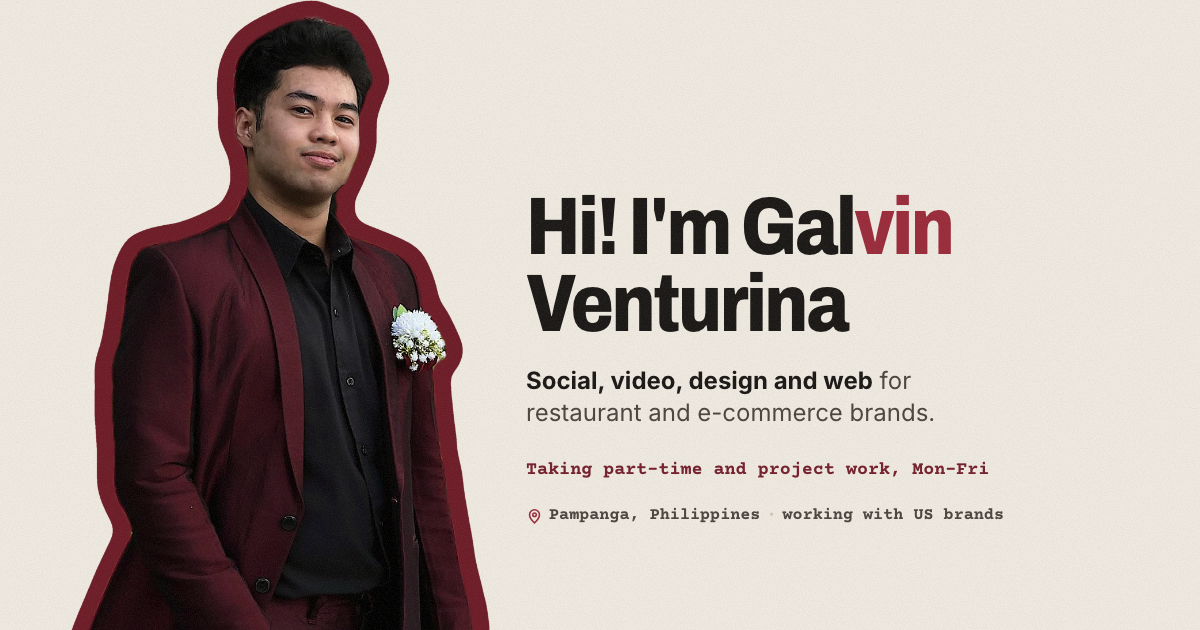 Hi! I'm Galvin
Venturina
Social, video, design and web for
restaurant and e-commerce brands.
Taking part-time and project work, Mon-Fri
Pampanga, Philippines · working with US brands